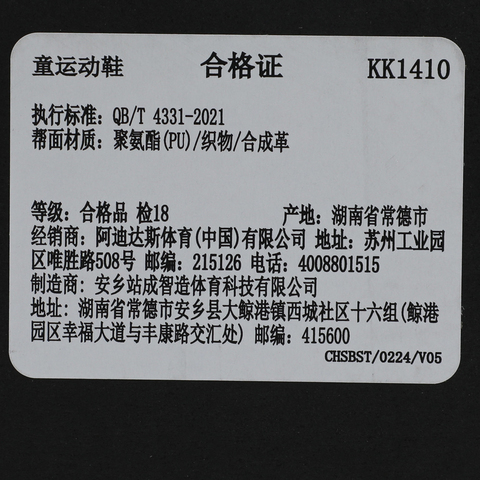 童运动鞋 合格证 KK1410
执行标准: QB/T 4331-2021
帮面材质: 聚氨酯(PU)/织物/合成革
等级: 合格品 检18 产地: 湖南省常德市
经销商: 阿迪达斯体育(中国)有限公司 地址: 苏州工业园
区唯胜路508号 邮编: 215126 电话: 4008801515
制造商: 安乡站成智造体育科技有限公司
地址: 湖南省常德市安乡县大鲸港镇西城社区十六组(鲸港
园区幸福大道与丰康路交汇处) 邮编: 415600
CHSBST/0224/V05